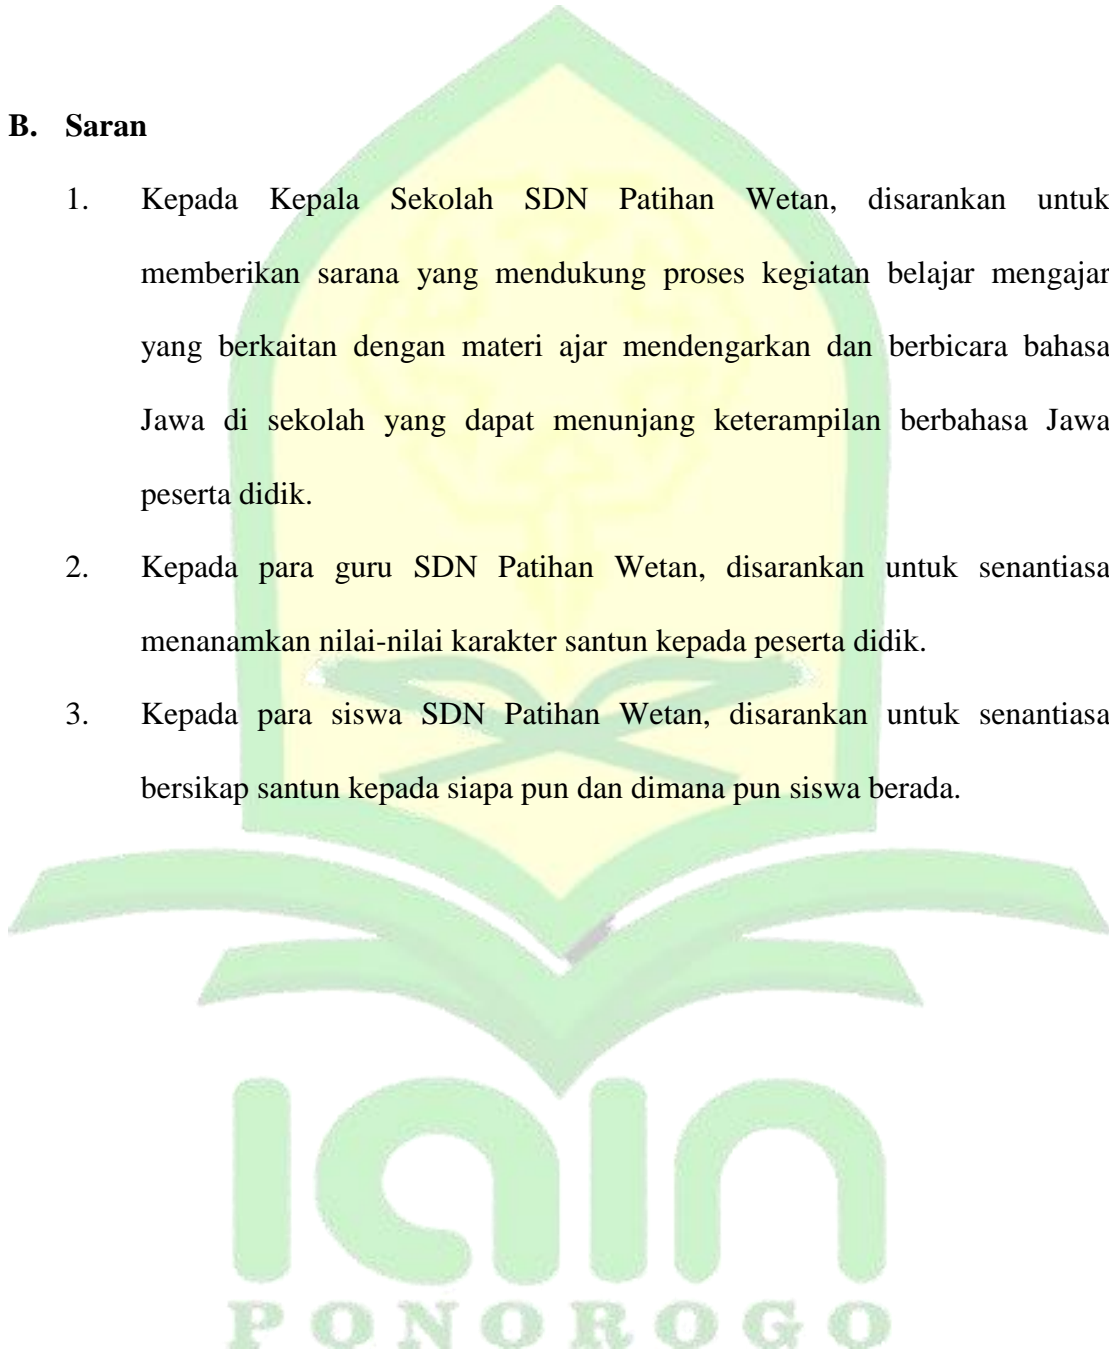 B. Saran
1. Kepada Kepala Sekolah SDN Patihan Wetan, disarankan untuk
memberikan sarana yang mendukung proses kegiatan belajar mengajar
yang berkaitan dengan materi ajar mendengarkan dan berbicara bahasa
Jawa di sekolah yang dapat menunjang keterampilan berbahasa Jawa
peserta didik.
2. Kepada para guru SDN Patihan Wetan, disarankan untuk senantiasa
menanamkan nilai-nilai karakter santun kepada peserta didik.
3. Kepada para siswa SDN Patihan Wetan, disarankan untuk senantiasa
bersikap santun kepada siapa pun dan dimana pun siswa berada.
iain
PONOROGO